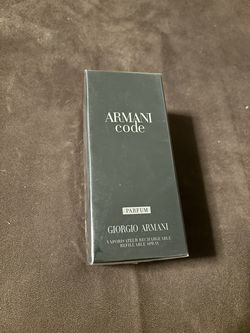 ARMANI
code
PARFUM
GIORGIO ARMANI
VAPORISATEUR RECHARGEABLE
REFILLABLE SPRAY